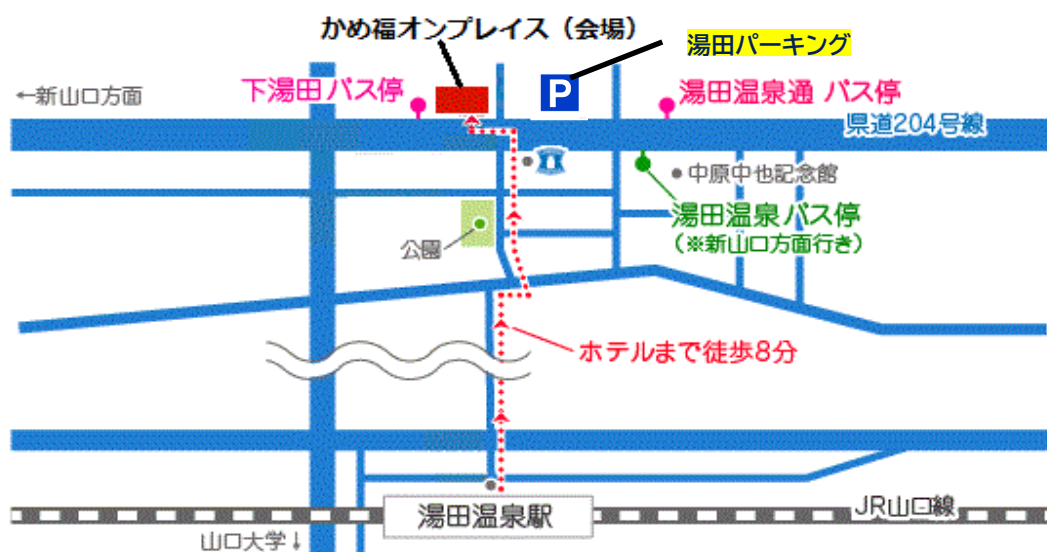 かめ福オンプレイス（会場）
湯田パーキング
←新山口方面
下湯田 バス停
P
湯田温泉通 バス停
県道204号線
中原中也記念館
湯田温泉 バス停
（※新山口方面行き）
公園
ホテルまで徒歩8分
湯田温泉駅
JR山口線
山口大学↓